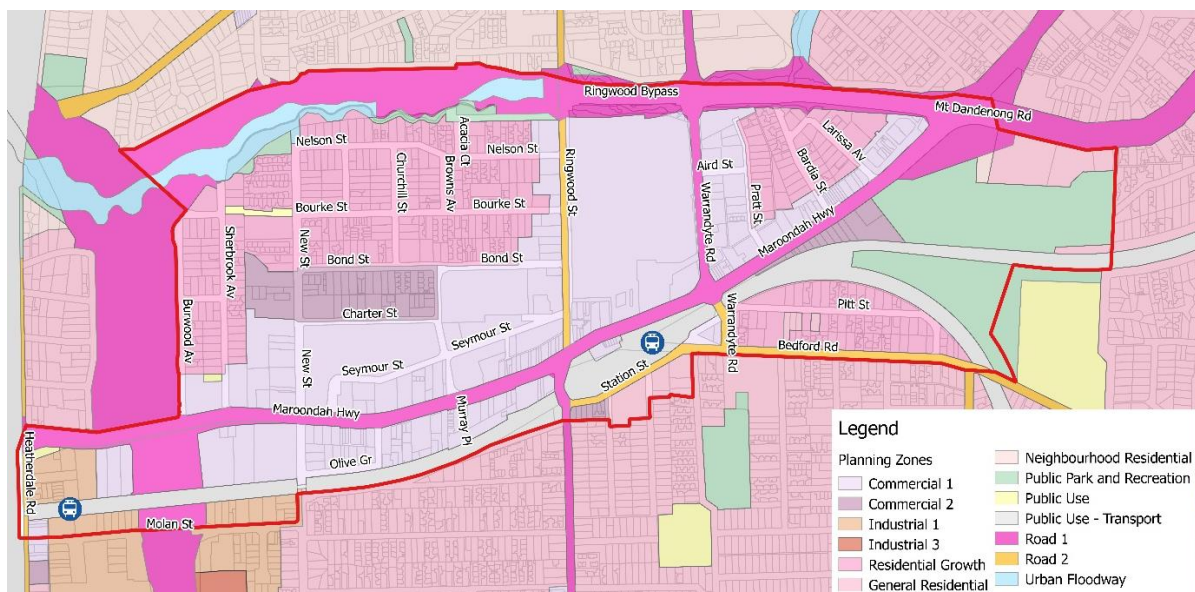 Ringwood Bypass
Mt Dandenong Rd
Nelson St
Acacia Ct
Nelson St
Ringwood St
Larissa Av
Aird St
Bardia St
Churchill St
Browns Av
Pratt St
Warrandyte Rd
Maroondah Hwy
Bourke St
Bourke St
Sherbrook Av
New St
Bond St
Bond St
Burwood Av
Charter St
Seymour St
Pitt St
Warrandyte Rd
Bedford Rd
Station St
New St
Seymour St
Maroondah Hwy
Murray Pl
Olive Gr
Heatherdale Rd
Molan St
Legend
Planning Zones
Commercial 1
Commercial 2
Industrial 1
Industrial 3
Residential Growth
General Residential
Neighbourhood Residential
Public Park and Recreation
Public Use
Public Use - Transport
Road 1
Road 2
Urban Floodway